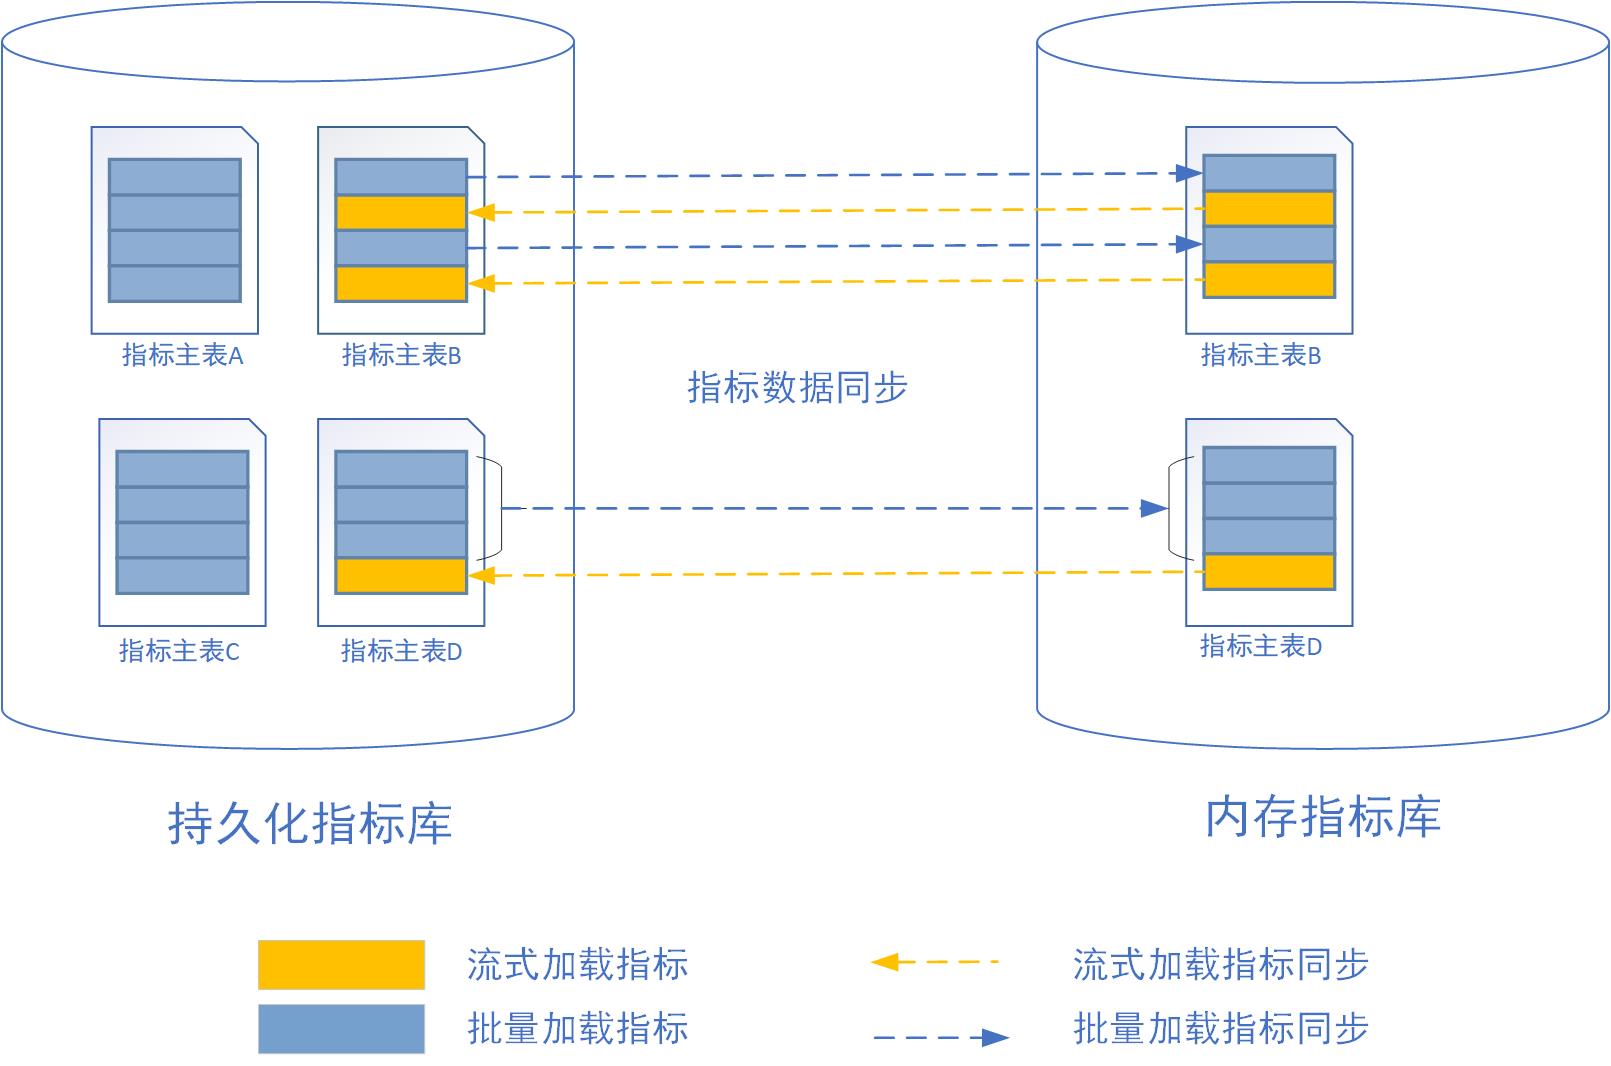 指标主表A
指标主表B
指标主表B
指标数据同步
指标主表C
指标主表D
指标主表D
持久化指标库
内存指标库
流式加载指标
流式加载指标同步
批量加载指标
批量加载指标同步